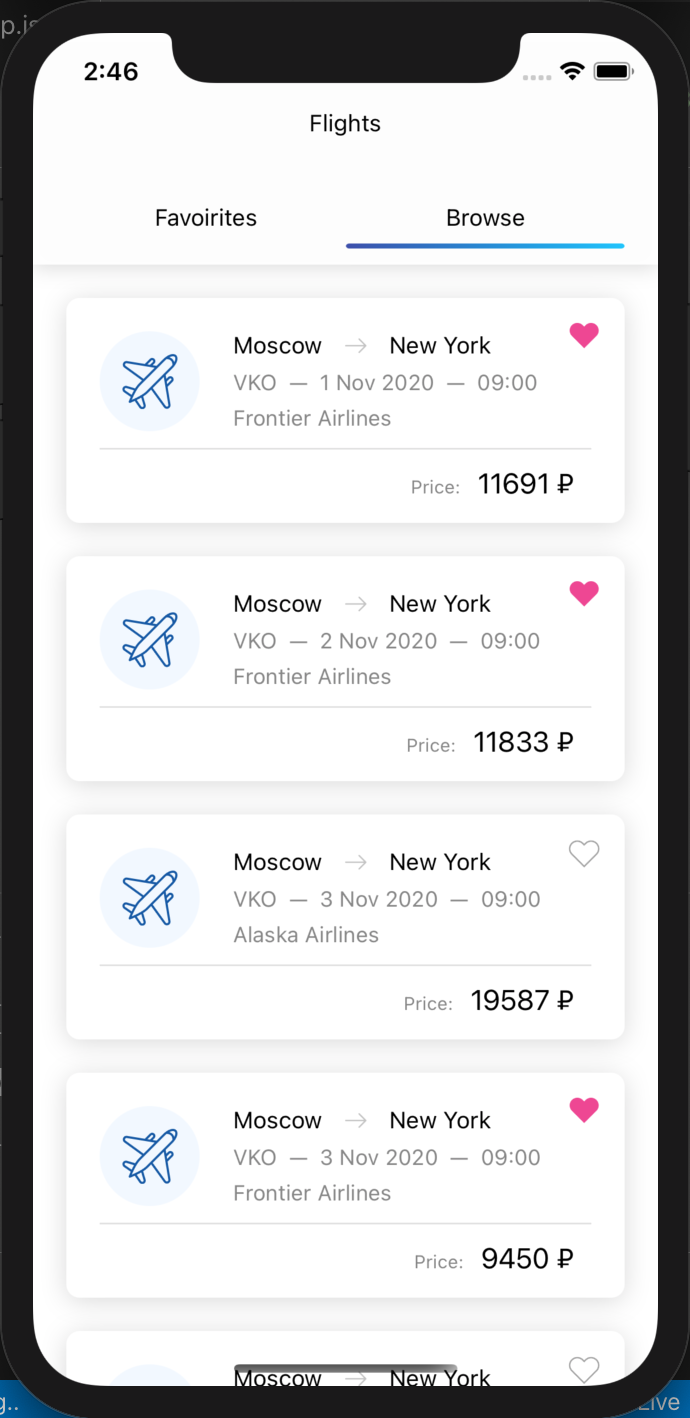 p.js
2:46
Flights
Favoirites Browse
Moscow → New York
VKO — 1 Nov 2020 — 09:00
Frontier Airlines
Price: 11691 ₽
Moscow → New York
VKO — 2 Nov 2020 — 09:00
Frontier Airlines
Price: 11833 ₽
Moscow → New York
VKO — 3 Nov 2020 — 09:00
Alaska Airlines
Price: 19587 ₽
Moscow → New York
VKO — 3 Nov 2020 — 09:00
Frontier Airlines
Price: 9450 ₽
Moscow → New York
g.. Live